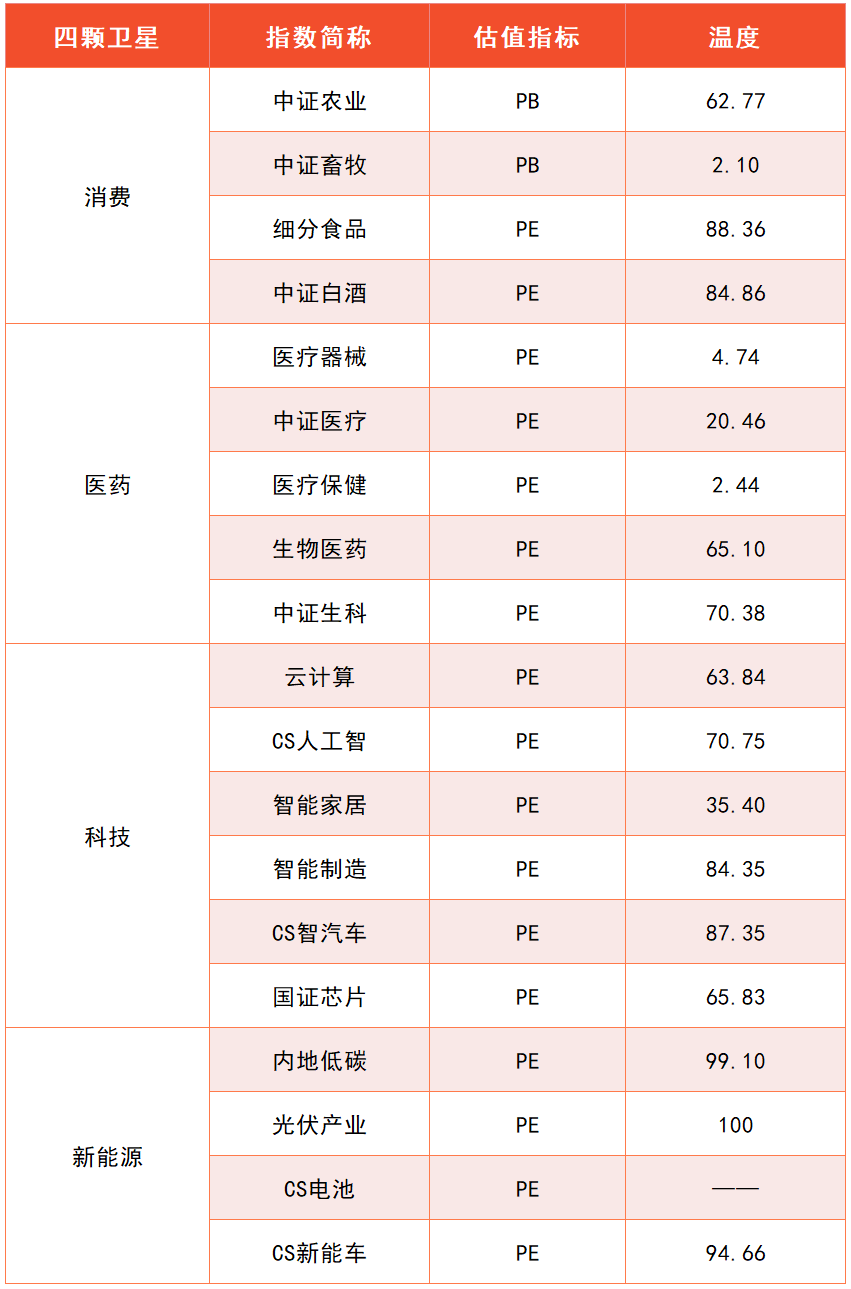 四颗卫星 指数简称 估值指标 温度
消费
中证农业 PB 62.77
中证畜牧 PB 2.10
细分食品 PE 88.36
中证白酒 PE 84.86
医药
医疗器械 PE 4.74
中证医疗 PE 20.46
医疗保健 PE 2.44
生物医药 PE 65.10
中证生科 PE 70.38
科技
云计算 PE 63.84
CS人工智 PE 70.75
智能家居 PE 35.40
智能制造 PE 84.35
CS智汽车 PE 87.35
国证芯片 PE 65.83
新能源
内地低碳 PE 99.10
光伏产业 PE 100
CS电池 PE ——
CS新能车 PE 94.66